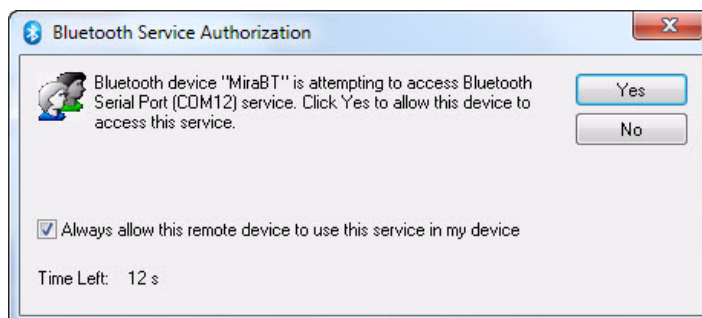 Bluetooth Service Authorization
Bluetooth device "MiraBT" is attempting to access Bluetooth
Serial Port (COM12) service. Click Yes to allow this device to
access this service.
Yes
No
Always allow this remote device to use this service in my device
Time Left: 12 s